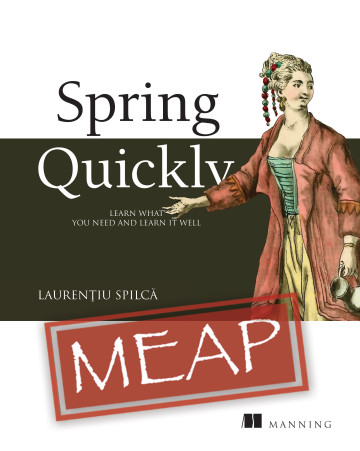 Spring
Quickly
LEARN WHAT
YOU NEED AND LEARN IT WELL
LAURENȚIU SPILCĂ
MEAP
MANNING